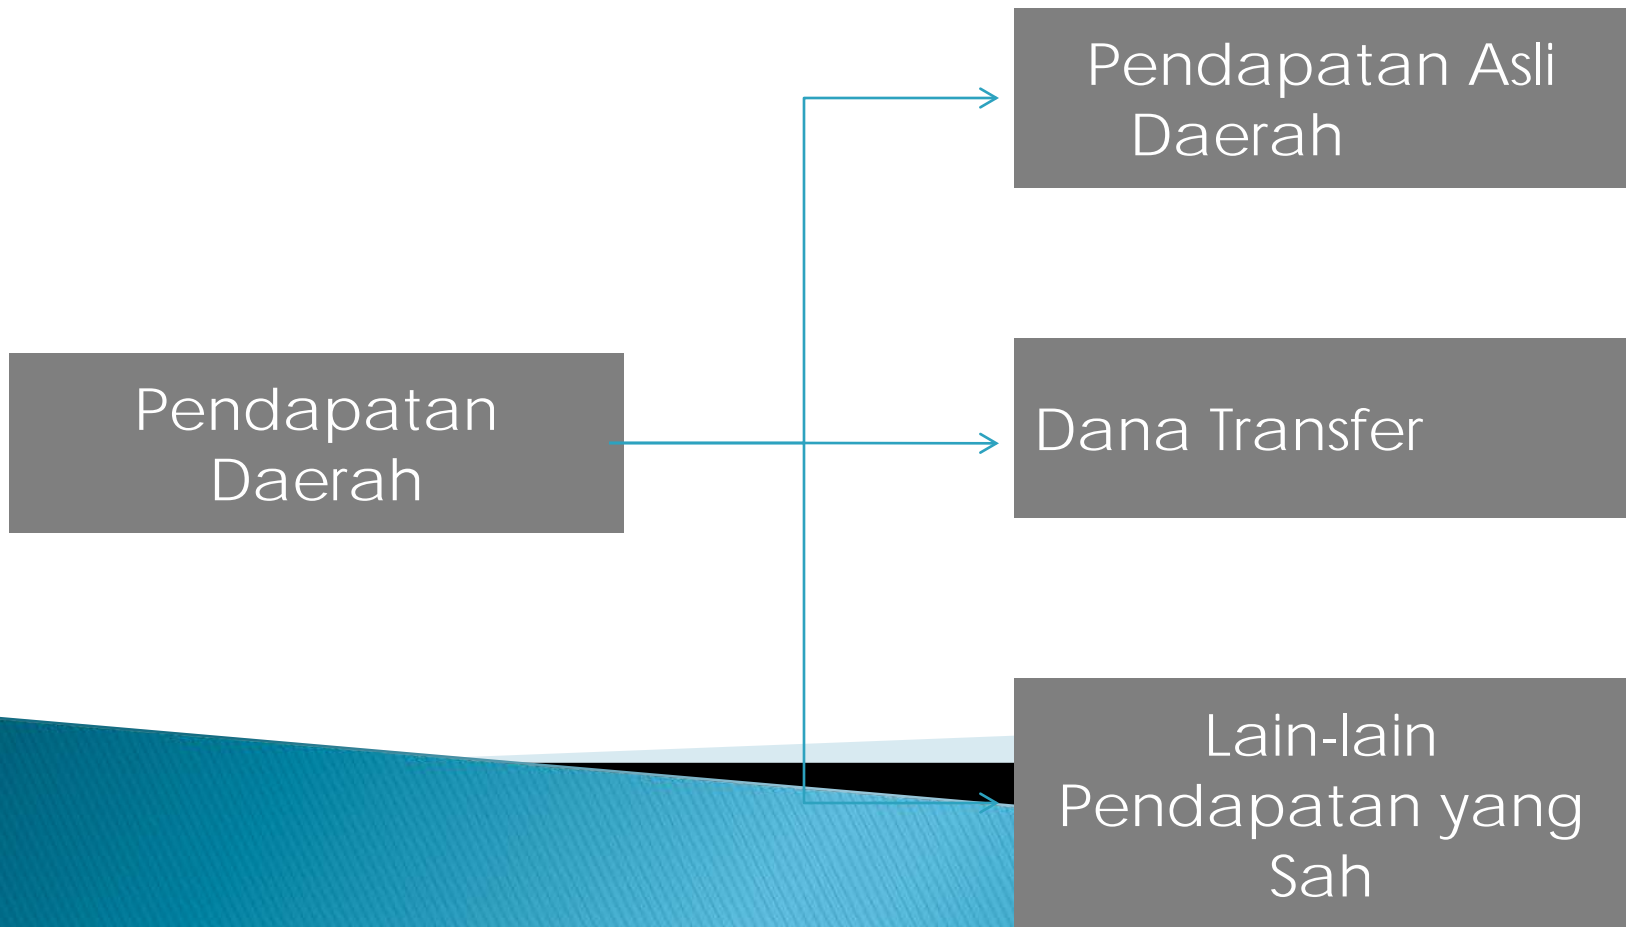 Pendapatan Asli
Daerah
Pendapatan
Daerah
Dana Transfer
Lain-lain
Pendapatan yang
Sah